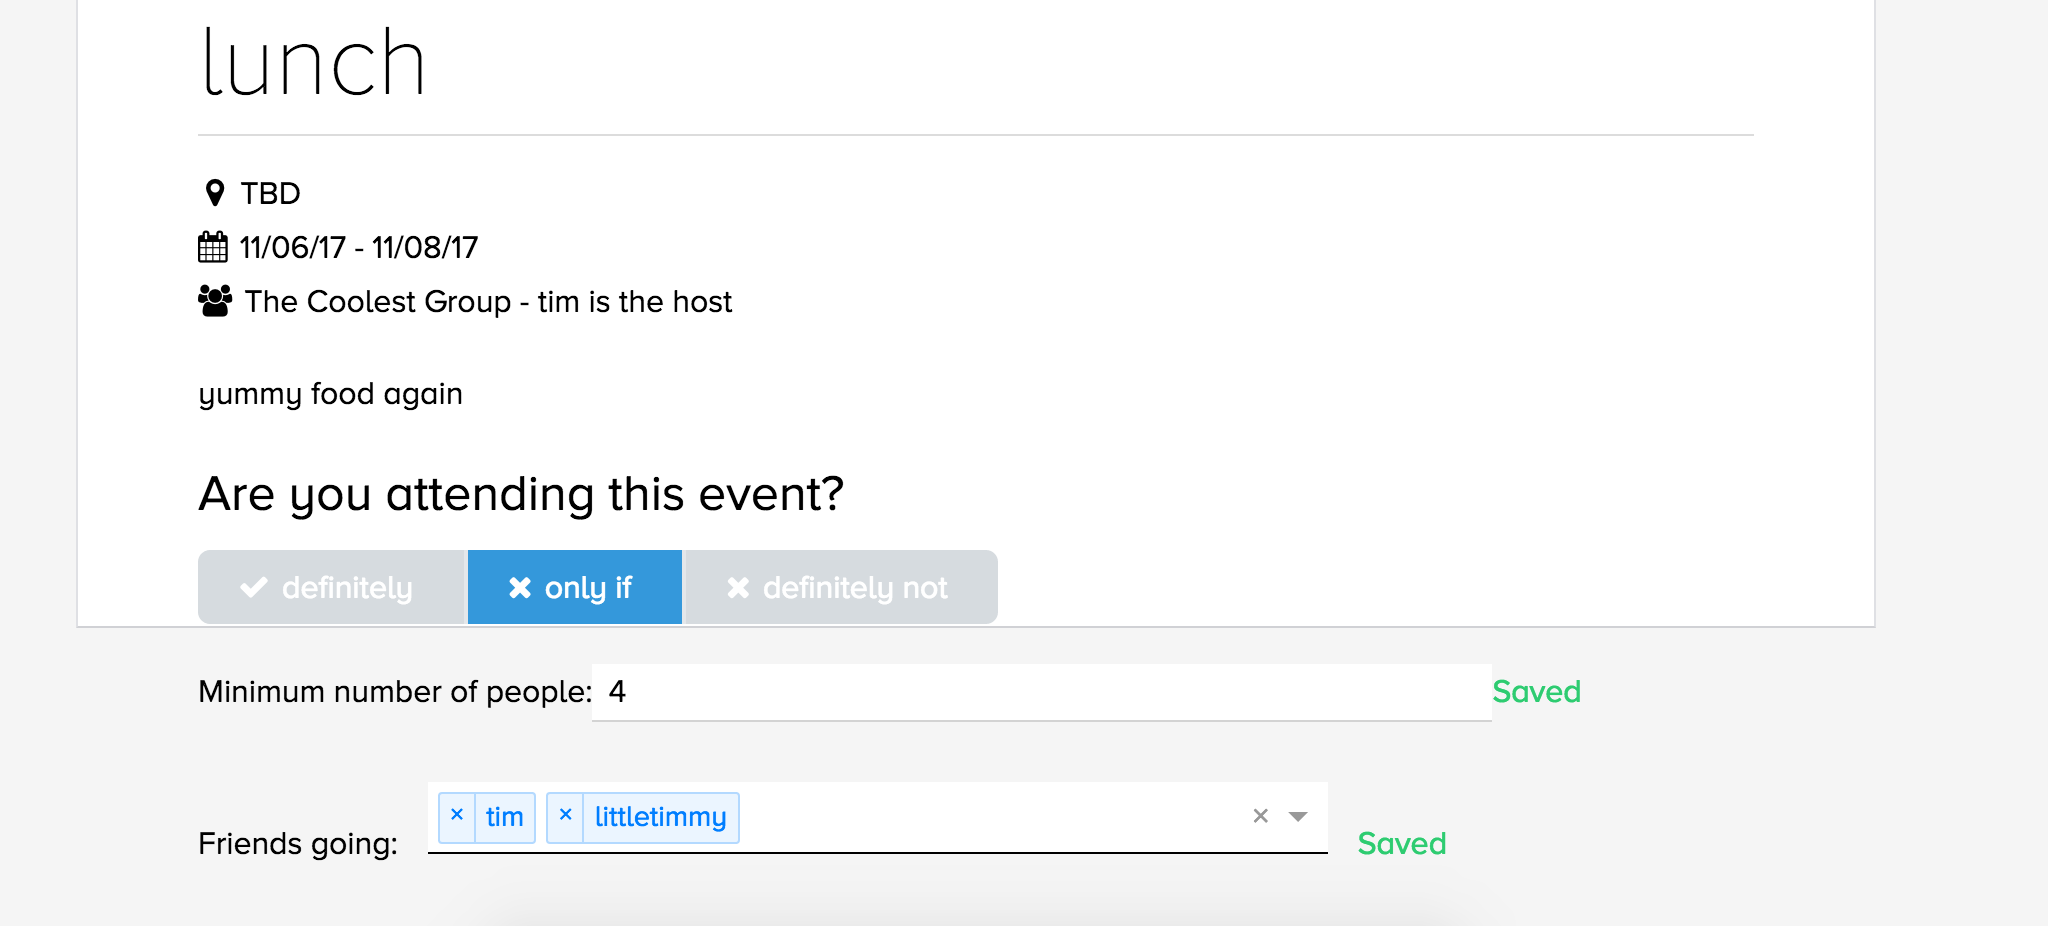 lunch
TBD
11/06/17 - 11/08/17
The Coolest Group - tim is the host
yummy food again
Are you attending this event?
definitely only if definitely not
Minimum number of people: 4 Saved
Friends going: × tim × littletimmy × Saved